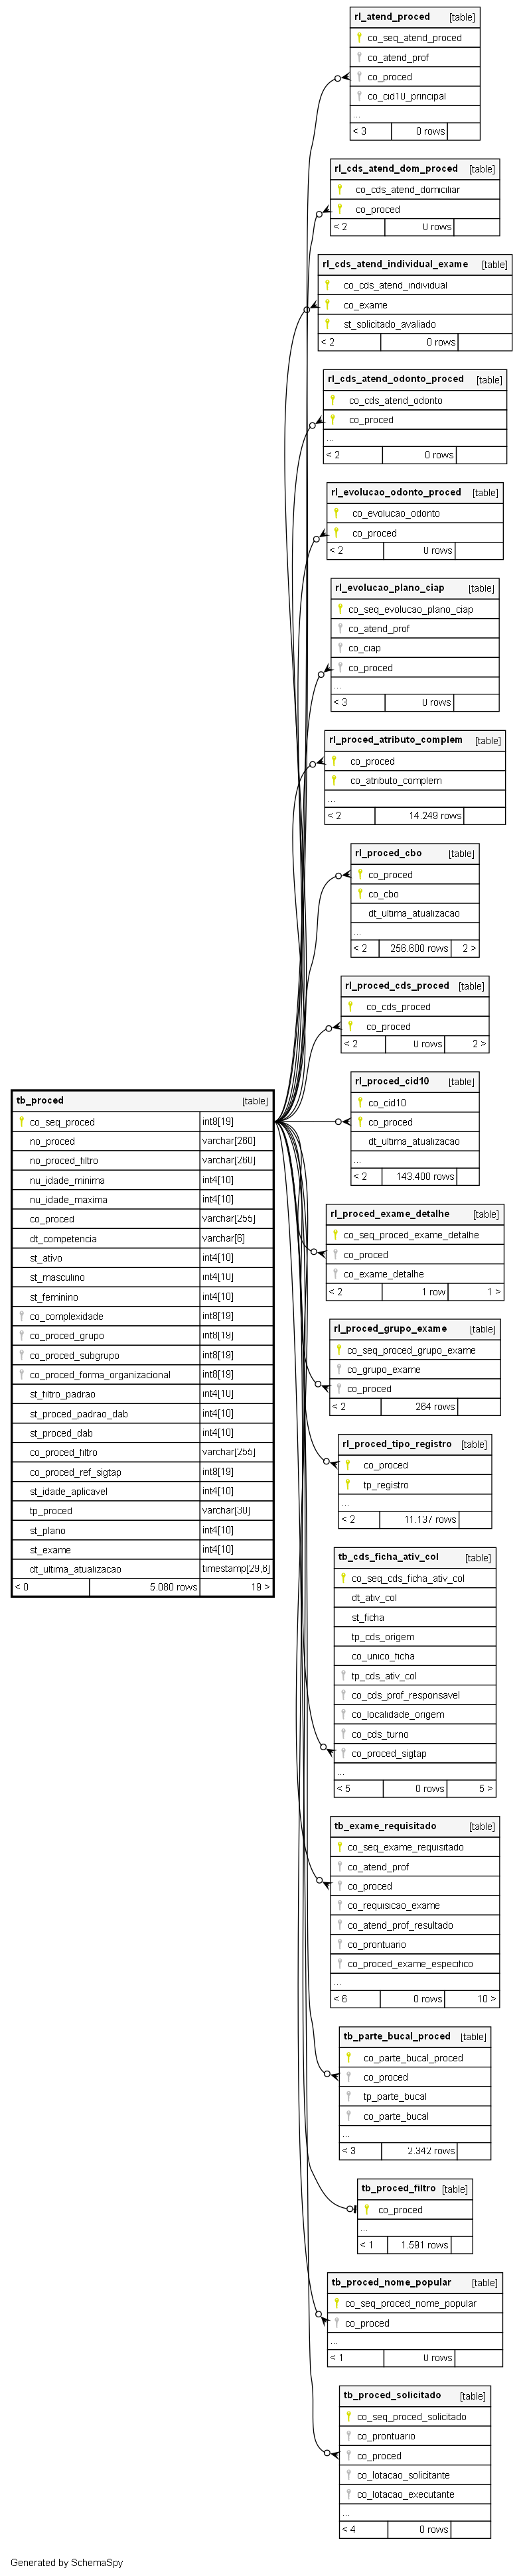 rl_atend_proced [table]
co_seq_atend_proced
co_atend_prof
co_proced
co_cid10_principal
...
< 3 0 rows
rl_cds_atend_dom_proced [table]
co_cds_atend_domiciliar
co_proced
< 2 0 rows
rl_cds_atend_individual_exame [table]
co_cds_atend_individual
co_exame
st_solicitado_avaliado
< 2 0 rows
rl_cds_atend_odonto_proced [table]
co_cds_atend_odonto
co_proced
...
< 2 0 rows
rl_evolucao_odonto_proced [table]
co_evolucao_odonto
co_proced
< 2 0 rows
rl_evolucao_plano_ciap [table]
co_seq_evolucao_plano_ciap
co_atend_prof
co_ciap
co_proced
...
< 3 0 rows
rl_proced_atributo_complem [table]
co_proced
co_atributo_complem
...
< 2 14.249 rows
rl_proced_cbo [table]
co_proced
co_cbo
dt_ultima_atualizacao
...
< 2 256.600 rows 2 >
rl_proced_cds_proced [table]
co_cds_proced
co_proced
< 2 0 rows 2 >
rl_proced_cid10 [table]
co_cid10
co_proced
dt_ultima_atualizacao
...
< 2 143.400 rows
tb_proced [table]
co_seq_proced int8[19]
no_proced varchar[260]
no_proced_filtro varchar[260]
nu_idade_minima int4[10]
nu_idade_maxima int4[10]
co_proced varchar[255]
dt_competencia varchar[6]
st_ativo int4[10]
st_masculino int4[10]
st_feminino int4[10]
co_complexidade int8[19]
co_proced_grupo int8[19]
co_proced_subgrupo int8[19]
co_proced_forma_organizacional int8[19]
st_filtro_padrao int4[10]
st_proced_padrao_dab int4[10]
st_proced_dab int4[10]
co_proced_filtro varchar[255]
co_proced_ref_sigtap int8[19]
st_idade_aplicavel int4[10]
tp_proced varchar[30]
st_plano int4[10]
st_exame int4[10]
dt_ultima_atualizacao timestamp[29,6]
< 0 5.080 rows 19 >
rl_proced_exame_detalhe [table]
co_seq_proced_exame_detalhe
co_proced
co_exame_detalhe
< 2 1 row 1 >
rl_proced_grupo_exame [table]
co_seq_proced_grupo_exame
co_grupo_exame
co_proced
< 2 264 rows
rl_proced_tipo_registro [table]
co_proced
tp_registro
...
< 2 11.137 rows
tb_cds_ficha_ativ_col [table]
co_seq_cds_ficha_ativ_col
dt_ativ_col
st_ficha
tp_cds_origem
co_unico_ficha
tp_cds_ativ_col
co_cds_prof_responsavel
co_localidade_origem
co_cds_turno
co_proced_sigtap
...
< 5 0 rows 5 >
tb_exame_requisitado [table]
co_seq_exame_requisitado
co_atend_prof
co_proced
co_requisicao_exame
co_atend_prof_resultado
co_prontuario
co_proced_exame_especifico
...
< 6 0 rows 10 >
tb_parte_bucal_proced [table]
co_parte_bucal_proced
co_proced
tp_parte_bucal
co_parte_bucal
...
< 3 2.342 rows
tb_proced_filtro [table]
co_proced
...
< 1 1.591 rows
tb_proced_nome_popular [table]
co_seq_proced_nome_popular
co_proced
...
< 1 0 rows
tb_proced_solicitado [table]
co_seq_proced_solicitado
co_prontuario
co_proced
co_lotacao_solicitante
co_lotacao_executante
...
< 4 0 rows
Generated by SchemaSpy